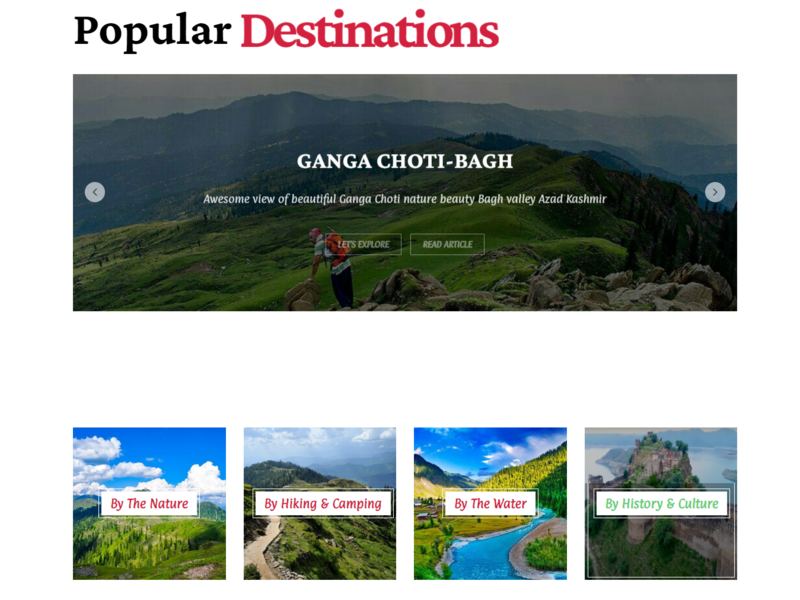 Popular Destinations
GANGA CHOTI-BAGH
Awesome view of beautiful Ganga Choti nature beauty Bagh valley Azad Kashmir
LET'S EXPLORE READ ARTICLE
By The Nature By Hiking & Camping By The Water By History & Culture